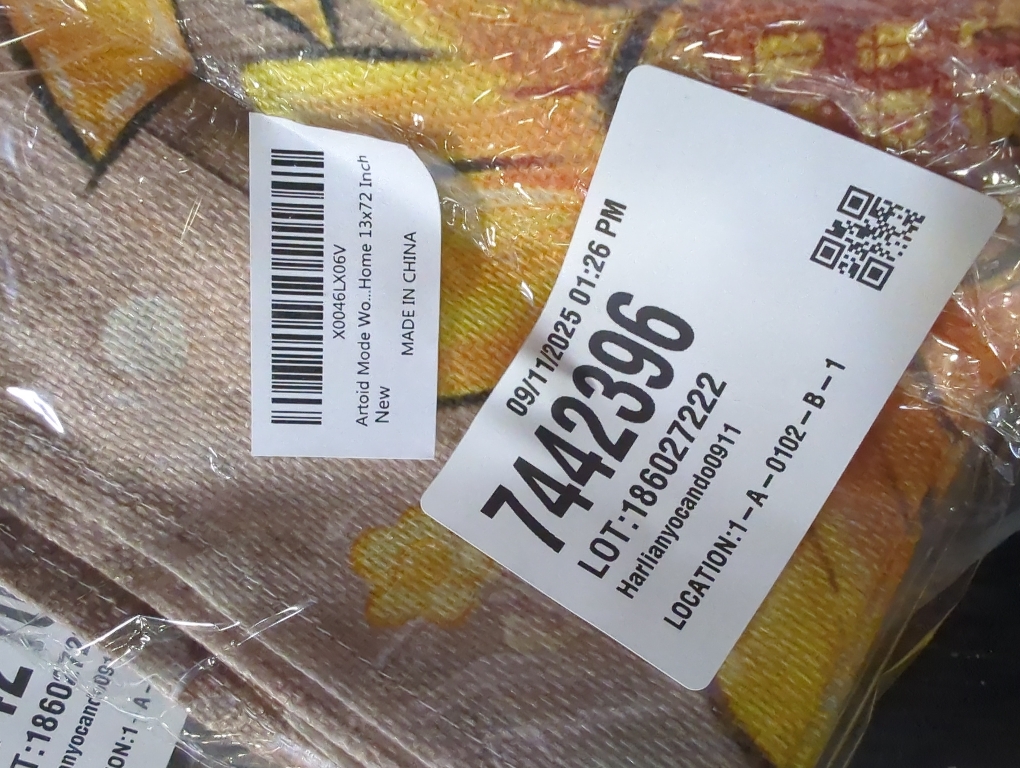 X0046LX06V
Artoid Mode Wo...Home 13x72 Inch
New
MADE IN CHINA
09/11/2025 01:26 PM
7442396
LOT:186027222
Harlianyocando0911
LOCATION:1-A-0102-B-1